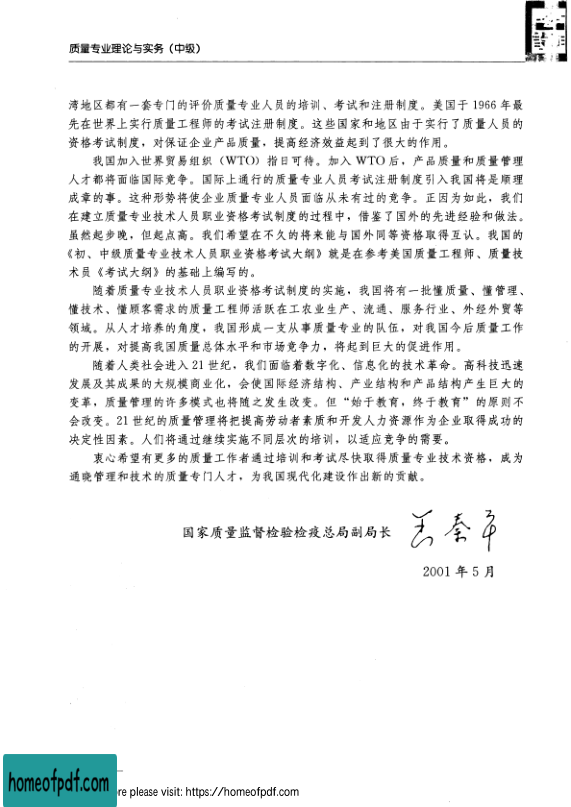 质量专业理论与实务（中级）
湾地区都有一套专门的评价质量专业人员的培训、考试和注册制度。美国于 1966 年最
先在世界上实行质量工程师的考试注册制度。这些国家和地区由于实行了质量人员的
资格考试制度，对保证企业产品质量，提高经济效益起到了很大的作用。
我国加入世界贸易组织（WTO）指日可待。加入 WTO 后，产品质量和质量管理
人才都将面临国际竞争。国际上通行的质量专业人员考试注册制度引入我国将是顺理
成章的事。这种形势将使企业质量专业人员面临从未有过的竞争。正因为如此，我们
在建立质量专业技术人员职业资格考试制度的过程中，借鉴了国外的先进经验和做法。
虽然起步晚，但起点高。我们希望在不久的将来能与国外同等资格取得互认。我国的
《初、中级质量专业技术人员职业资格考试大纲》就是在参考美国质量工程师、质量技
术员《考试大纲》的基础上编写的。
随着质量专业技术人员职业资格考试制度的实施，我国将有一批懂质量、懂管理、
懂技术、懂顾客需求的质量工程师活跃在工农业生产、流通、服务行业、外经外贸等
领域。从人才培养的角度，我国形成一支从事质量专业的队伍，对我国今后质量工作
的开展，对提高我国质量总体水平和市场竞争力，将起到巨大的促进作用。
随着人类社会进入 21 世纪，我们面临着数字化、信息化的技术革命。高科技迅速
发展及其成果的大规模商业化，会使国际经济结构、产业结构和产品结构产生巨大的
变革，质量管理的许多模式也将随之发生改变。但“始于教育，终于教育”的原则不
会改变。21 世纪的质量管理将把提高劳动者素质和开发人力资源作为企业取得成功的
决定性因素。人们将通过继续实施不同层次的培训，以适应竞争的需要。
衷心希望有更多的质量工作者通过培训和考试尽快取得质量专业技术资格，成为
通晓管理和技术的质量专门人才，为我国现代化建设作出新的贡献。
国家质量监督检验检疫总局副局长
2001 年 5 月
homeofpdf.com
re please visit: https://homeofpdf.com